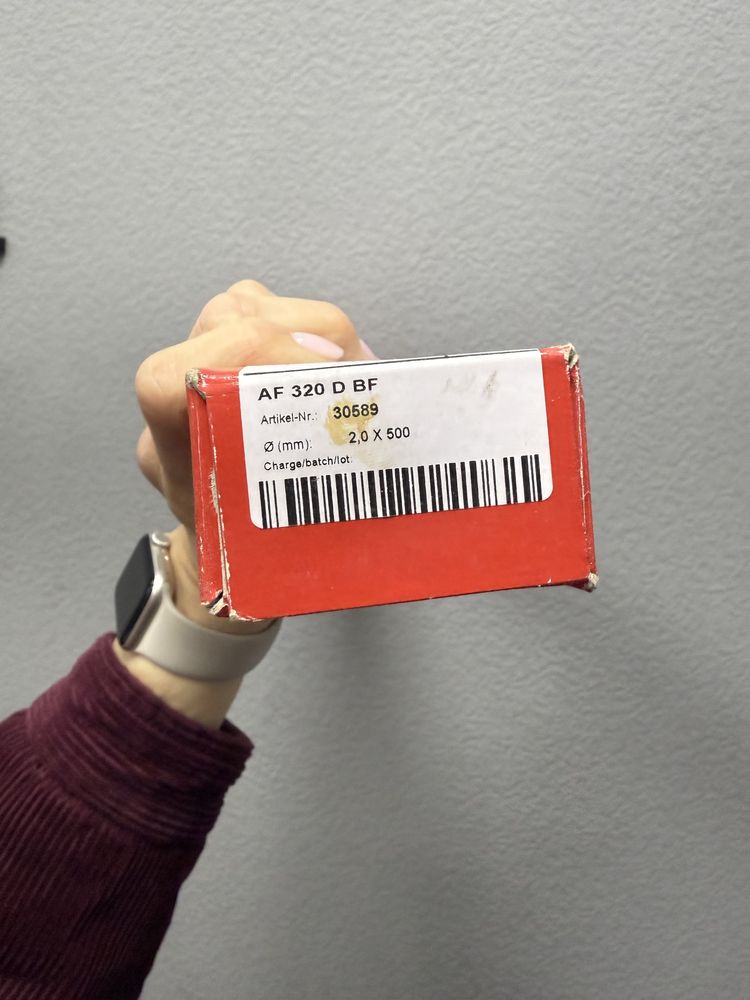 AF 320 D BF
Artikel-Nr.: 30589
Ø (mm): 2,0 X 500
Charge/batch/lot: